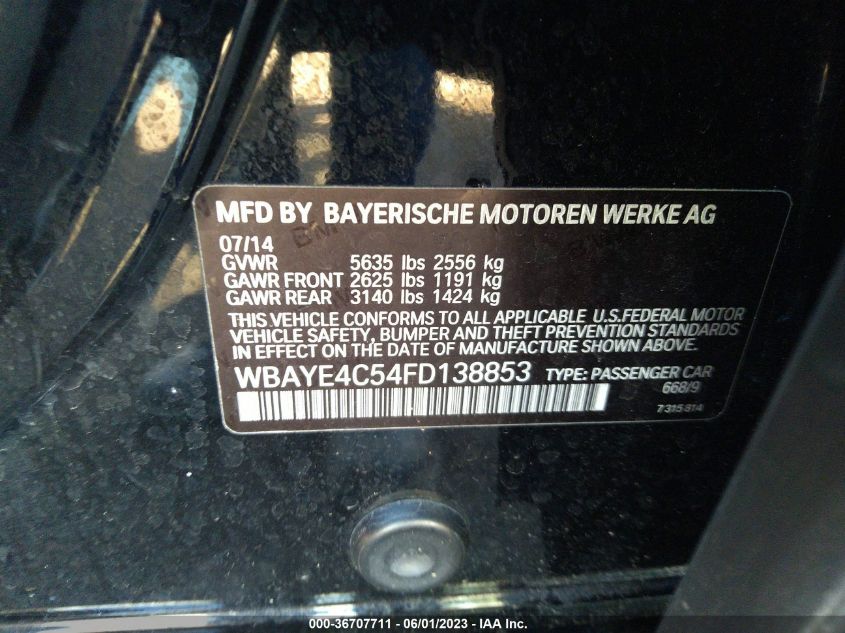 MFD BY BAYERISCHE MOTOREN WERKE AG
07/14
GVWR 5635 lbs 2556 kg
GAWR FRONT 2625 lbs 1191 kg
GAWR REAR 3140 lbs 1424 kg
THIS VEHICLE CONFORMS TO ALL APPLICABLE U.S.FEDERAL MOTOR
VEHICLE SAFETY, BUMPER AND THEFT PREVENTION STANDARDS
IN EFFECT ON THE DATE OF MANUFACTURE SHOWN ABOVE.
WBAYE4C54FD138853 TYPE: PASSENGER CAR
668/9
7315814
000-36707711 - 06/01/2023 - IAA Inc.